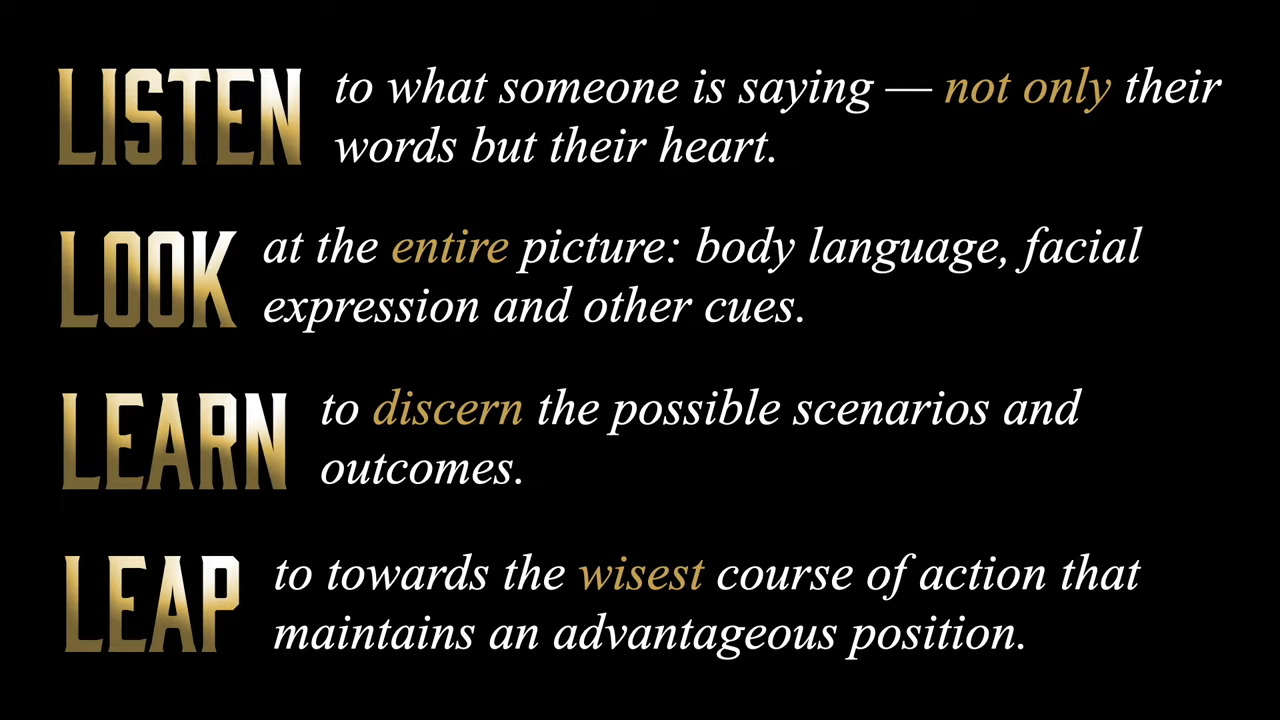 LISTEN to what someone is saying — not only their
words but their heart.
LOOK at the entire picture: body language, facial
expression and other cues.
LEARN to discern the possible scenarios and
outcomes.
LEAP to towards the wisest course of action that
maintains an advantageous position.